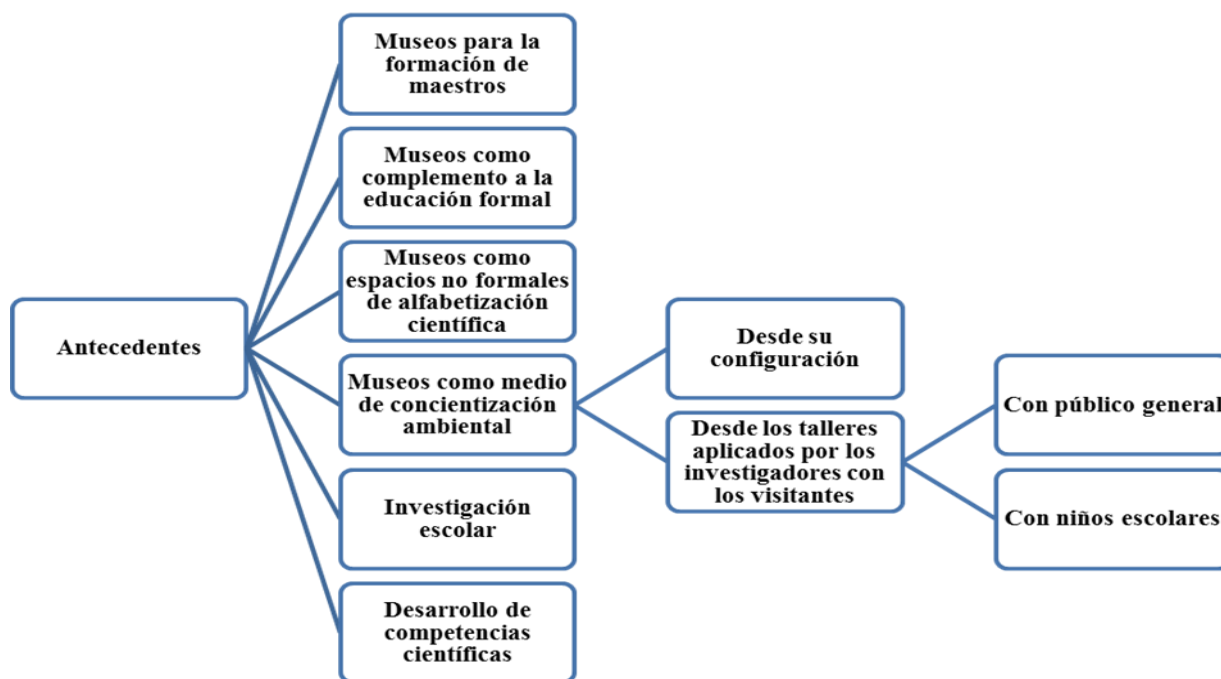 Antecedentes
Museos para la
formación de
maestros
Museos como
complemento a la
educación formal
Museos como
espacios no formales
de alfabetización
científica
Museos como medio
de concientización
ambiental
Investigación
escolar
Desarrollo de
competencias
científicas
Desde su
configuración
Desde los talleres
aplicados por los
investigadores con
los visitantes
Con público general
Con niños escolares